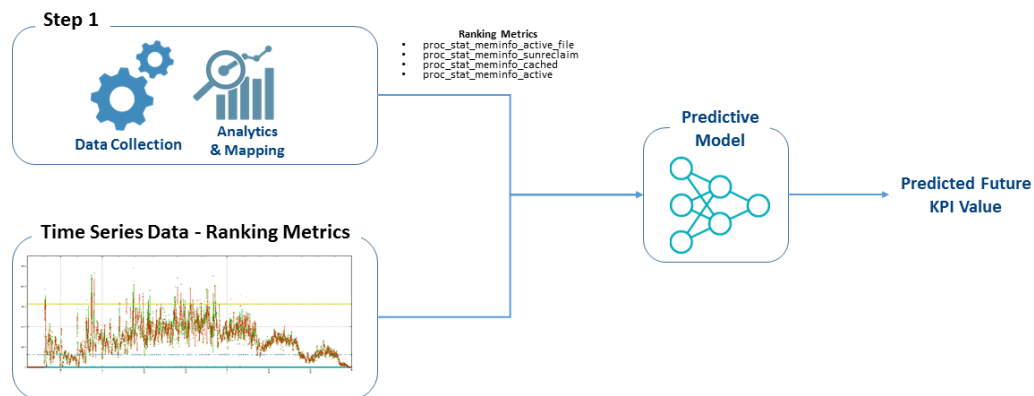 Step 1
Data Collection
Analytics
& Mapping
Ranking Metrics
• proc_stat_meminfo_active_file
• proc_stat_meminfo_sunreclaim
• proc_stat_meminfo_cached
• proc_stat_meminfo_active
Time Series Data - Ranking Metrics
Predictive
Model
Predicted Future
KPI Value